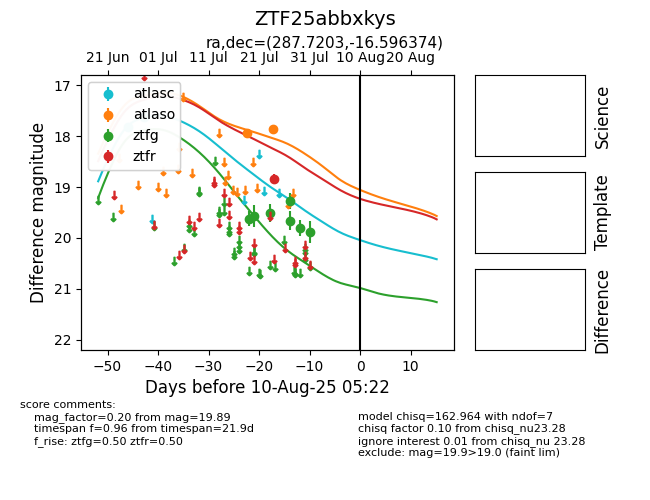 ZTF25abbxkys
ra,dec=(287.7203,-16.596374)
21 Jun 01 Jul 11 Jul 21 Jul 31 Jul 10 Aug 20 Aug
17
18
19
20
21
22
Difference magnitude
atlasc
atlaso
ztfg
ztfr
−50 −40 −30 −20 −10 0 10
Days before 10-Aug-25 05:22
Science
Template
Difference
score comments:
mag_factor=0.20 from mag=19.89
timespan f=0.96 from timespan=21.9d
f_rise: ztfg=0.50 ztfr=0.50
model chisq=162.964 with ndof=7
chisq factor 0.10 from chisq_nu23.28
ignore interest 0.01 from chisq_nu 23.28
exclude: mag=19.9>19.0 (faint lim)